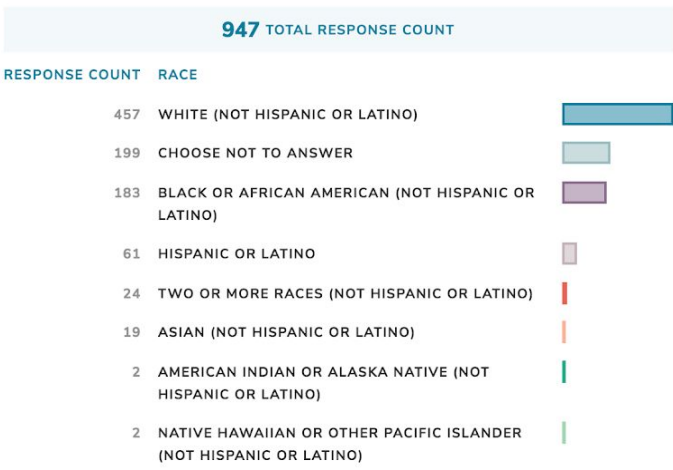 947 TOTAL RESPONSE COUNT
RESPONSE COUNT RACE
457 WHITE (NOT HISPANIC OR LATINO)
199 CHOOSE NOT TO ANSWER
183 BLACK OR AFRICAN AMERICAN (NOT HISPANIC OR
LATINO)
61 HISPANIC OR LATINO
24 TWO OR MORE RACES (NOT HISPANIC OR LATINO)
19 ASIAN (NOT HISPANIC OR LATINO)
2 AMERICAN INDIAN OR ALASKA NATIVE (NOT
HISPANIC OR LATINO)
2 NATIVE HAWAIIAN OR OTHER PACIFIC ISLANDER
(NOT HISPANIC OR LATINO)